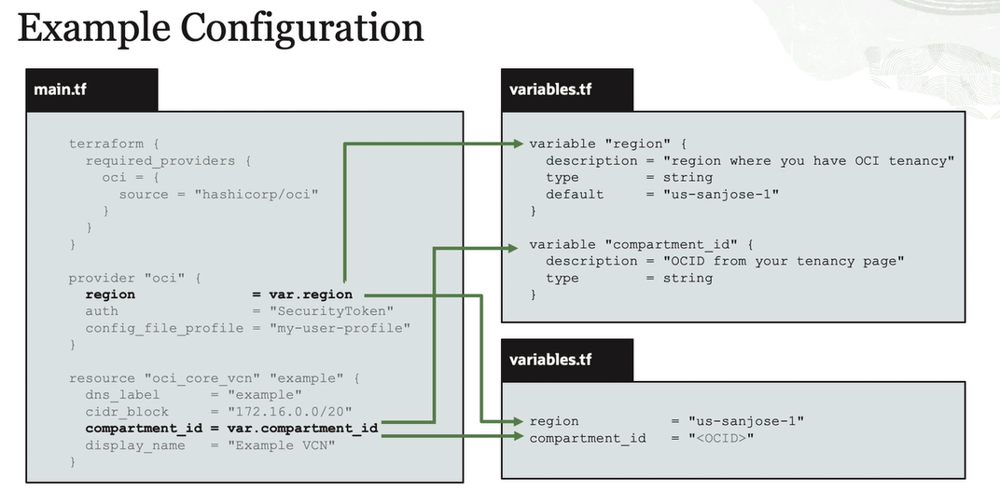 Example Configuration
main.tf
terraform {
  required_providers {
    oci = {
      source = "hashicorp/oci"
    }
  }
}
provider "oci" {
  region              = var.region
  auth                = "SecurityToken"
  config_file_profile = "my-user-profile"
}
resource "oci_core_vcn" "example" {
  dns_label      = "example"
  cidr_block     = "172.16.0.0/20"
  compartment_id = var.compartment_id
  display_name   = "Example VCN"
}
variables.tf
variable "region" {
  description = "region where you have OCI tenancy"
  type        = string
  default     = "us-sanjose-1"
}
variable "compartment_id" {
  description = "OCID from your tenancy page"
  type        = string
}
variables.tf
region           = "us-sanjose-1"
compartment_id   = "<OCID>"